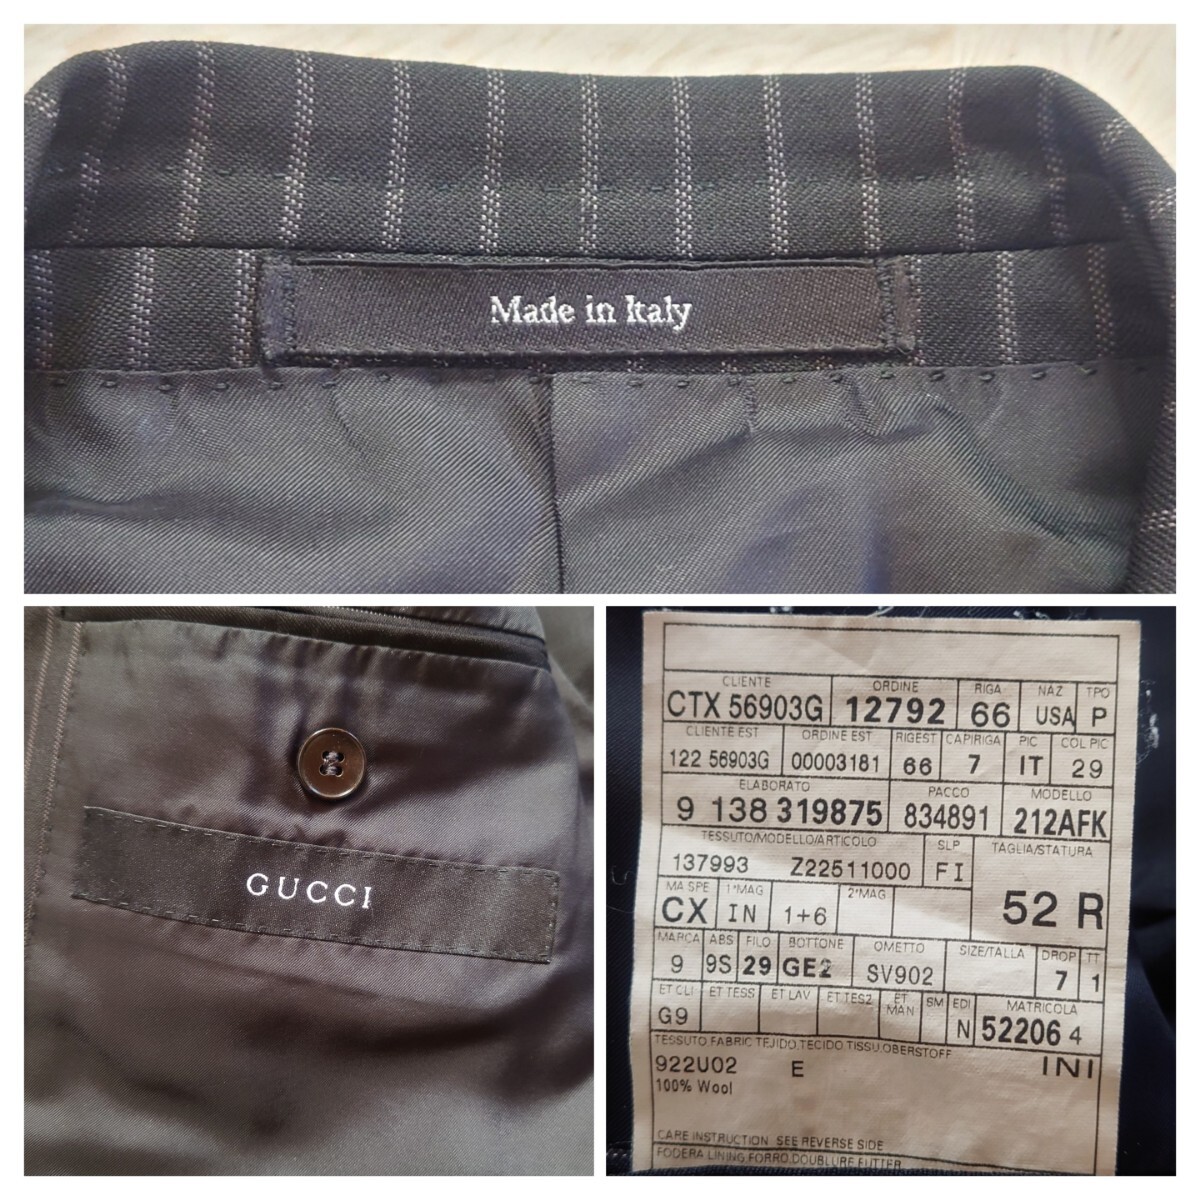 Made in Italy
GUCCI
CLIENTE ORDINE RIGA NAZ TPO
CTX 56903G 12792 66 USA P
CLIENTE EST ORDINE EST RIGEST CAPIRIGA PIC COL PIC
122 56903G 00003181 66 7 IT 29
ELABORATO PACCO MODELLO
9 138 319875 834891 212AFK
TESSUTO/MODELLO/ARTICOLO SLP TAGLIA/STATURA
137993 Z22511000 FI
52 R
MA SPE 1°MAG 2°MAG
CX IN 1+6
MARCA ABS FILO BOTTONE OMETTO SIZE/TALLA DROP TT
9 9S 29 GE2 SV902 7 1
ET CLI ET TESS ET LAV ET TES2 ET MAN SM EDI MATRICOLA
G9 N 52206 4
TESSUTO.FABRIC.TEJIDO.TECIDO.TISSU.OBERSTOFF
922U02 E INI
100% Wool
CARE INSTRUCTION SEE REVERSE SIDE
FODERA.LINING.FORRO.DOUBLURE.FUTTER